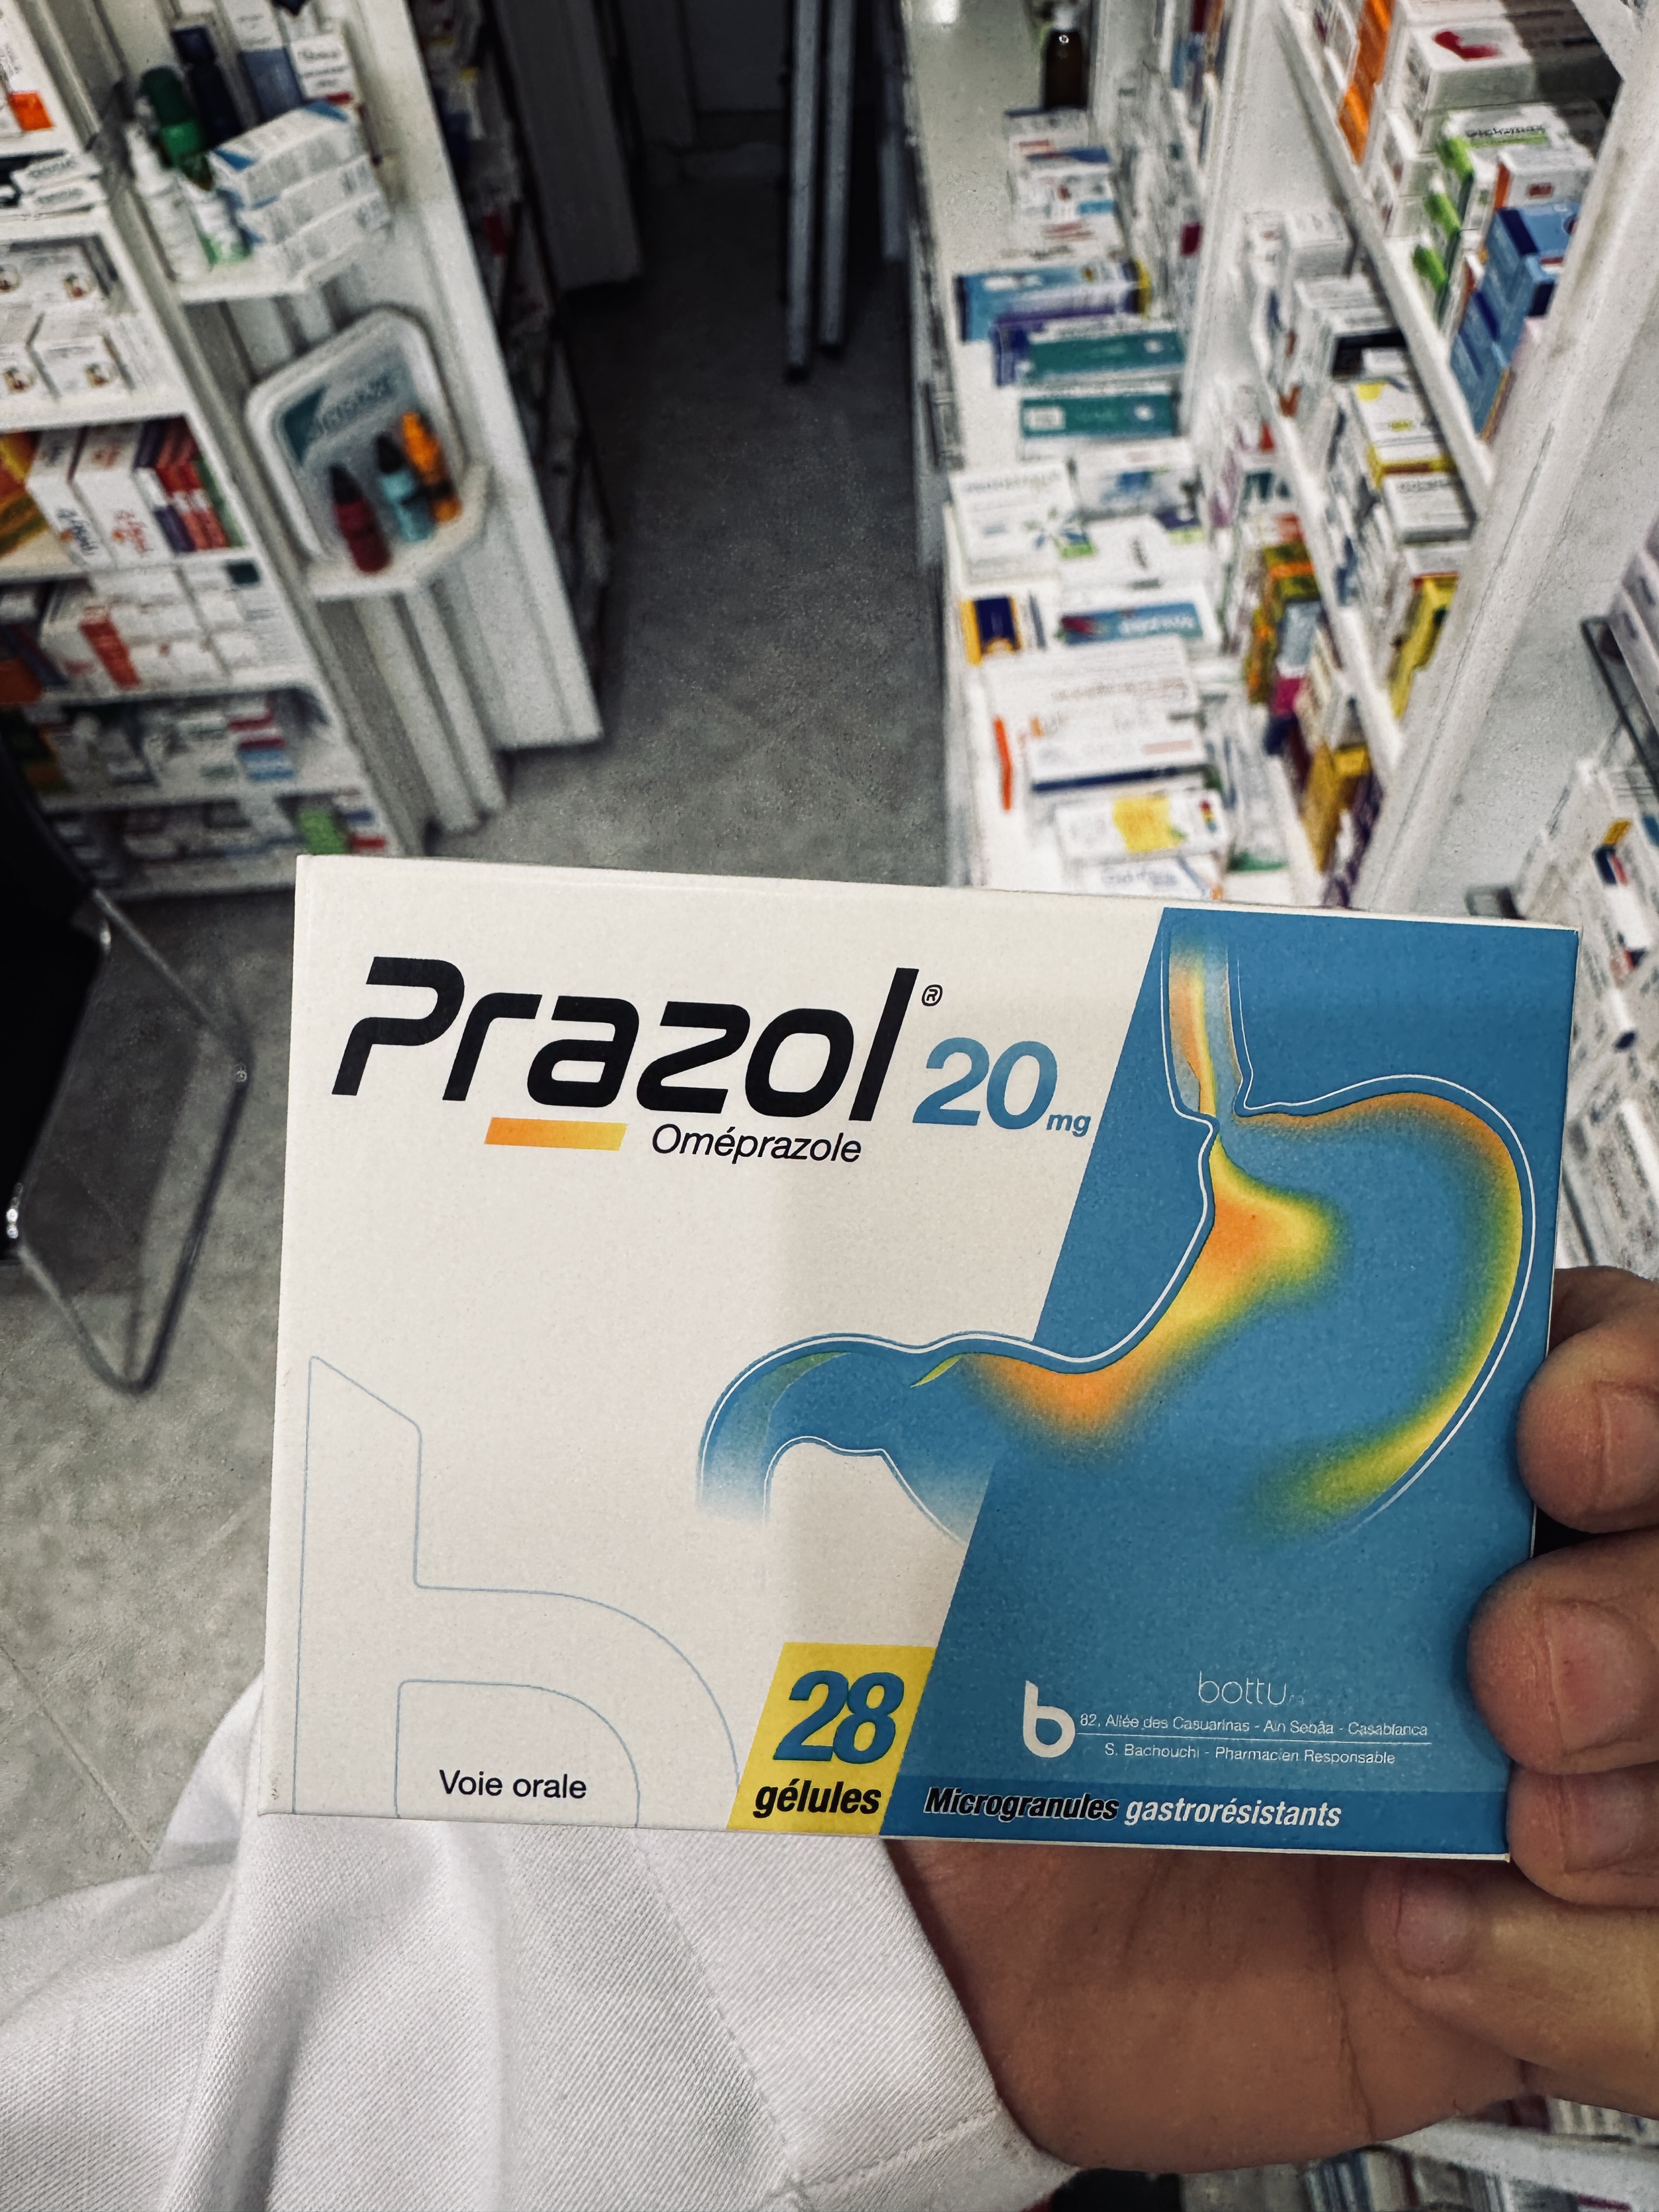 Prazol® 20mg
Oméprazole
28
gélules
Voie orale
bottu
82, Allée des Casuarinas - Ain Sebâa - Casablanca
S. Bachouchi - Pharmacien Responsable
Microgranules gastrorésistants